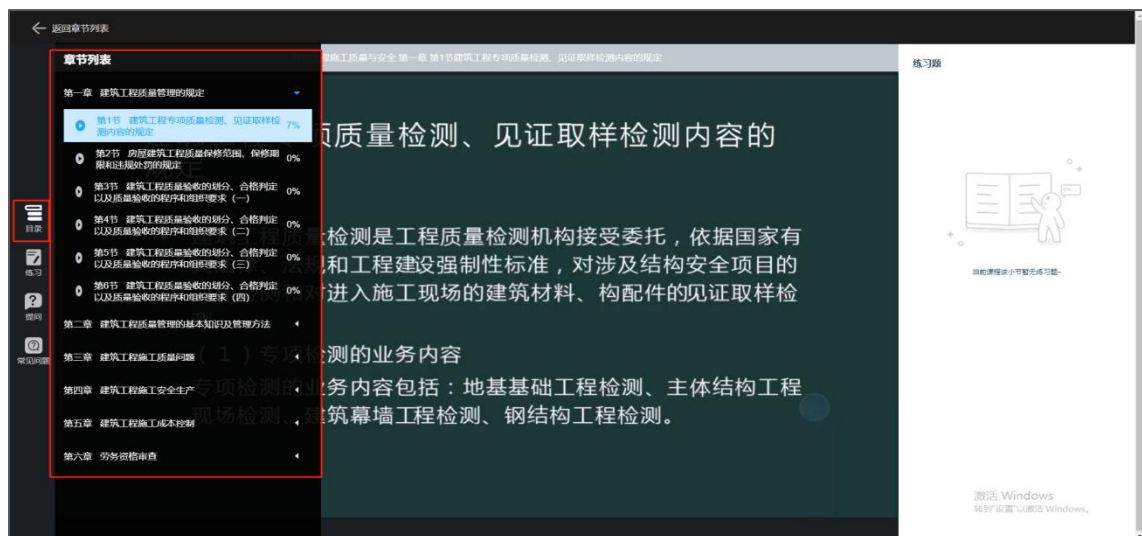 返回章节列表
章节列表
程施工质量与安全 第一章 第1节建筑工程专项质量检测、见证取样检测内容的规定
练习题
第一章 建筑工程质量管理的规定
第1节 建筑工程专项质量检测、见证取样检
测内容的规定
7%
第2节 房屋建筑工程质量保修范围、保修期
限和违规处罚的规定
0%
第3节 建筑工程质量验收的划分、合格判定
以及质量验收的程序和组织要求(一)
0%
第4节 建筑工程质量验收的划分、合格判定
以及质量验收的程序和组织要求(二)
0%
第5节 建筑工程质量验收的划分、合格判定
以及质量验收的程序和组织要求(三)
0%
第6节 建筑工程质量验收的划分、合格判定
以及质量验收的程序和组织要求(四)
0%
第二章 建筑工程质量管理的基本知识及管理方法
第三章 建筑工程施工质量问题
第四章 建筑工程施工安全生产
第五章 建筑工程施工成本控制
第六章 劳务资格审查
目录
练习
提问
常见问题
项质量检测、见证取样检测内容的
规定
工程质量检测是工程质量检测机构接受委托,依据国家有
法规和工程建设强制性标准,对涉及结构安全项目的
对进入施工现场的建筑材料、构配件的见证取样检
(1)专项检测的业务内容
专项检测的业务内容包括:地基基础工程检测、主体结构工程
现场检测、建筑幕墙工程检测、钢结构工程检测。
当前课程该小节暂无练习题~
激活 Windows
转到"设置"以激活 Windows。